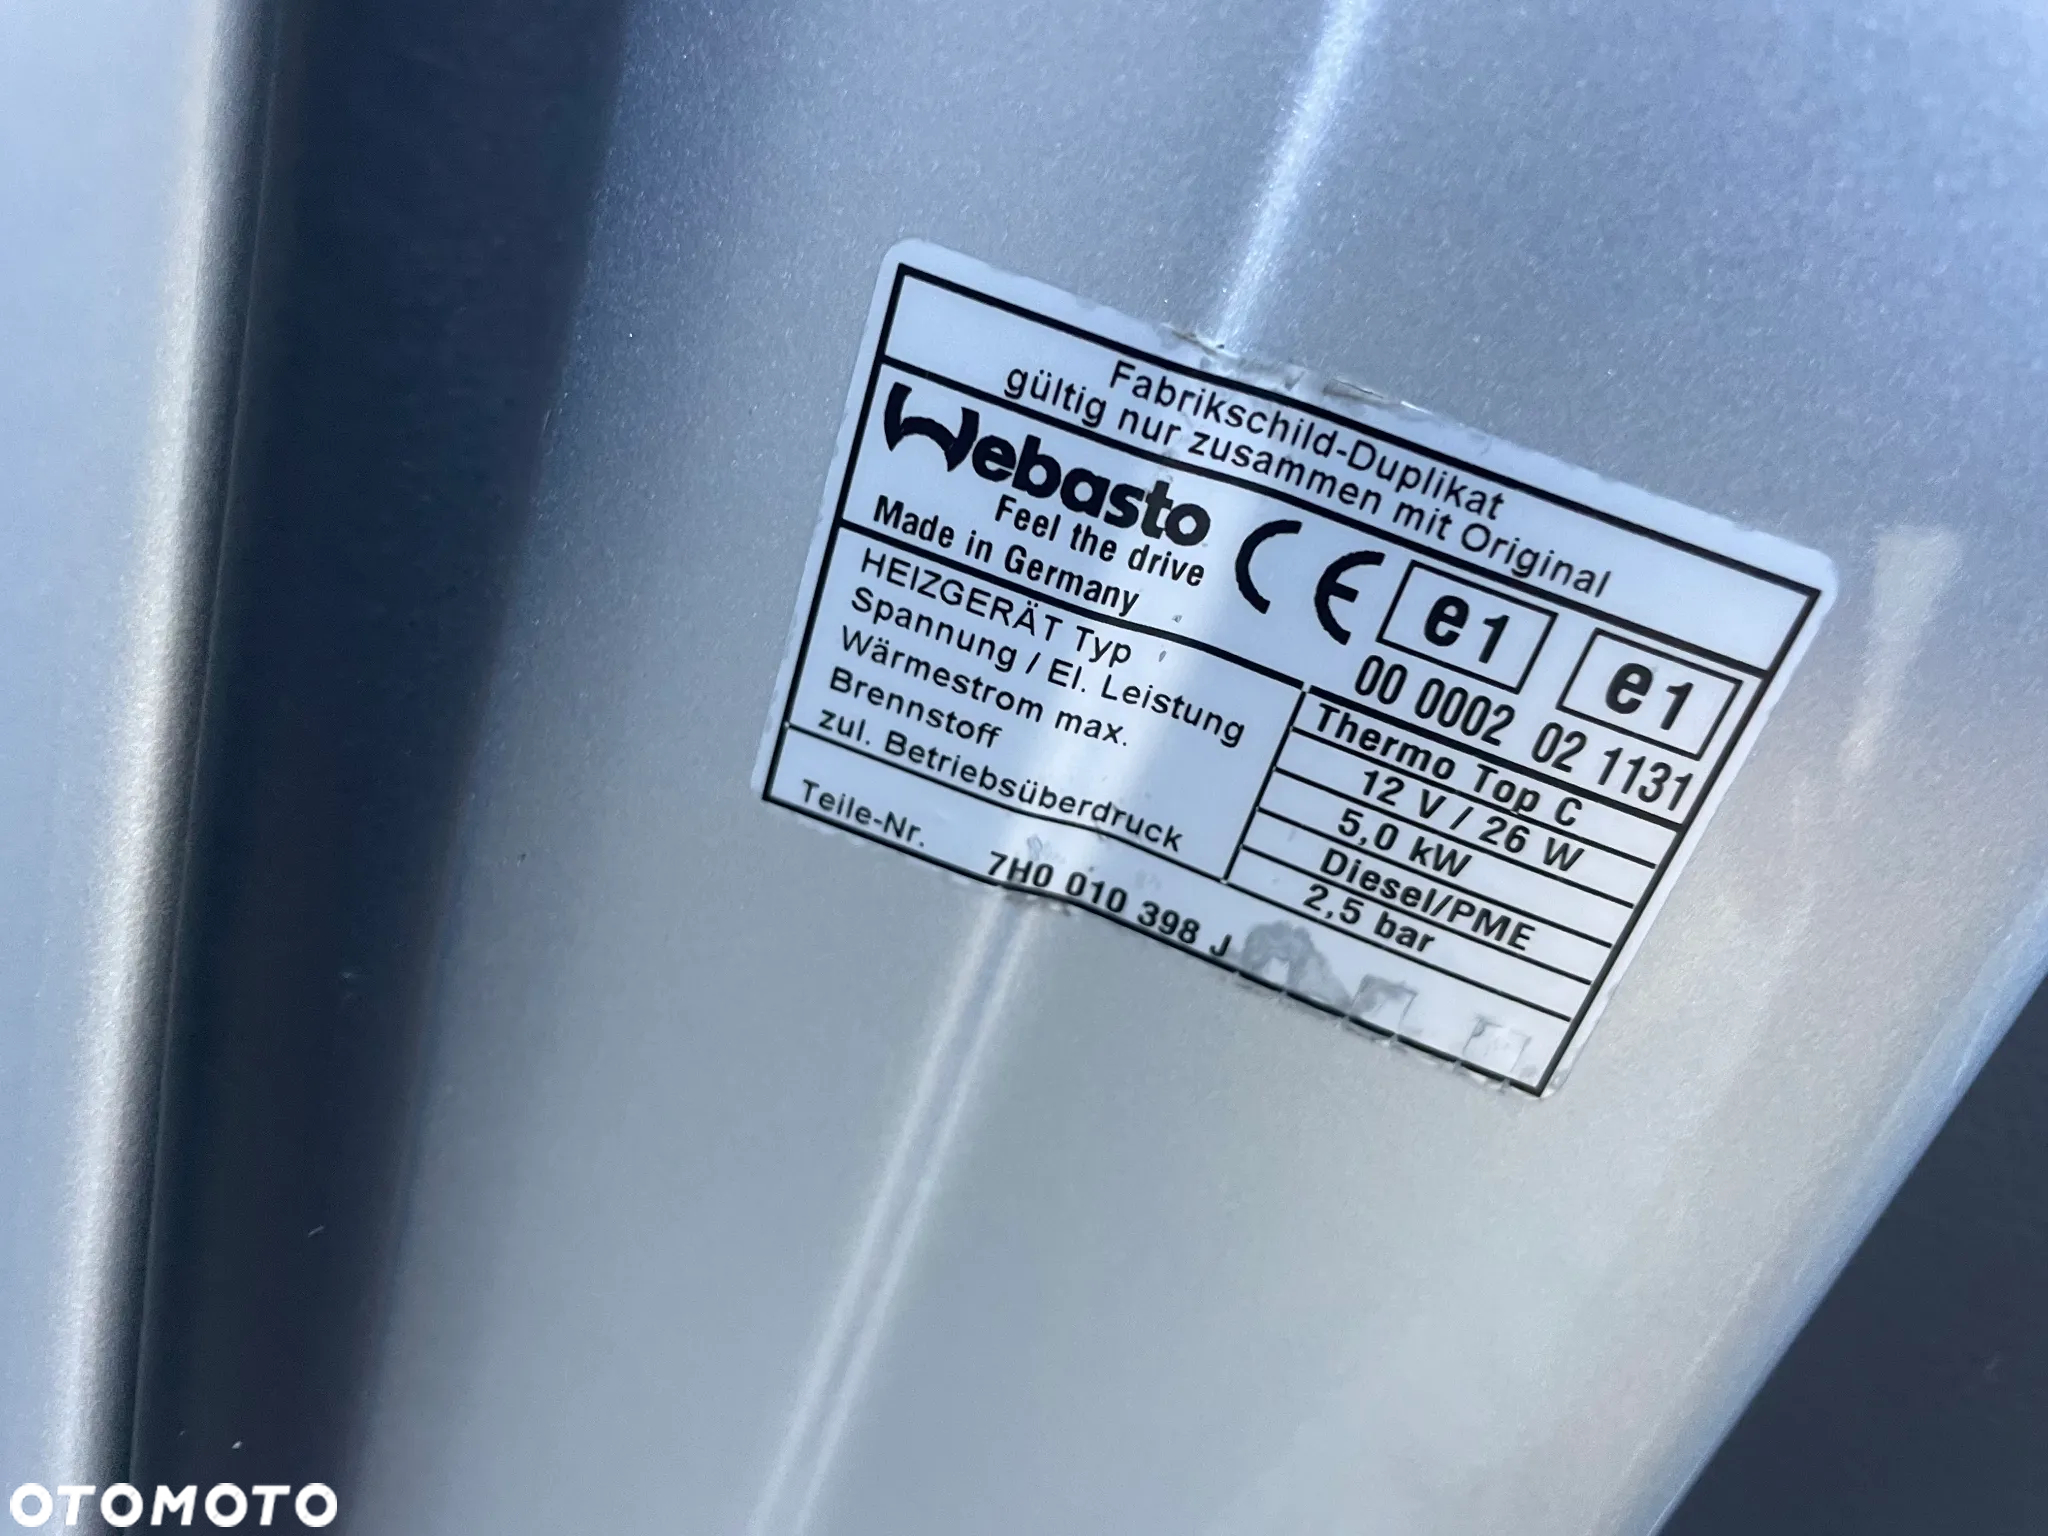 Fabrikschild-Duplikat
gültig nur zusammen mit Original
Webasto
Feel the drive
Made in Germany
CE
e1
e1
00 0002
02 1131
HEIZGERÄT Typ
Thermo Top C
Spannung / El. Leistung
12 V / 26 W
Wärmestrom max.
5,0 kW
Brennstoff
Diesel/PME
zul. Betriebsüberdruck
2,5 bar
Teile-Nr.
7H0 010 398 J
OTOMOTO